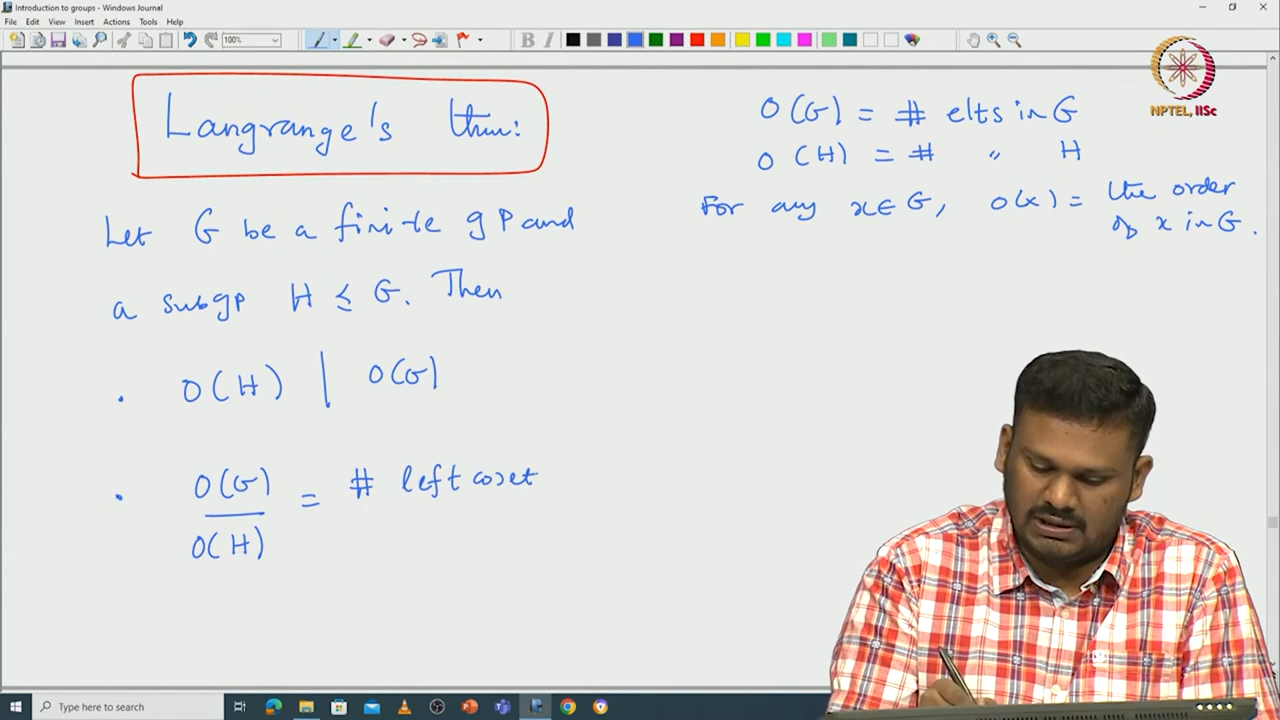 Introduction to groups - Windows Journal
File Edit View Insert Actions Tools Help
100%
B I
NPTEL, IISc
Langrange's thm:
Let G be a finite gp and
a subgp H ≤ G. Then
. O(H) | O(G)
. O(G)/O(H) = # left coset
O(G) = # elts in G
O(H) = # " H
For any x ∈ G, O(x) = the order
of x in G.
Type here to search